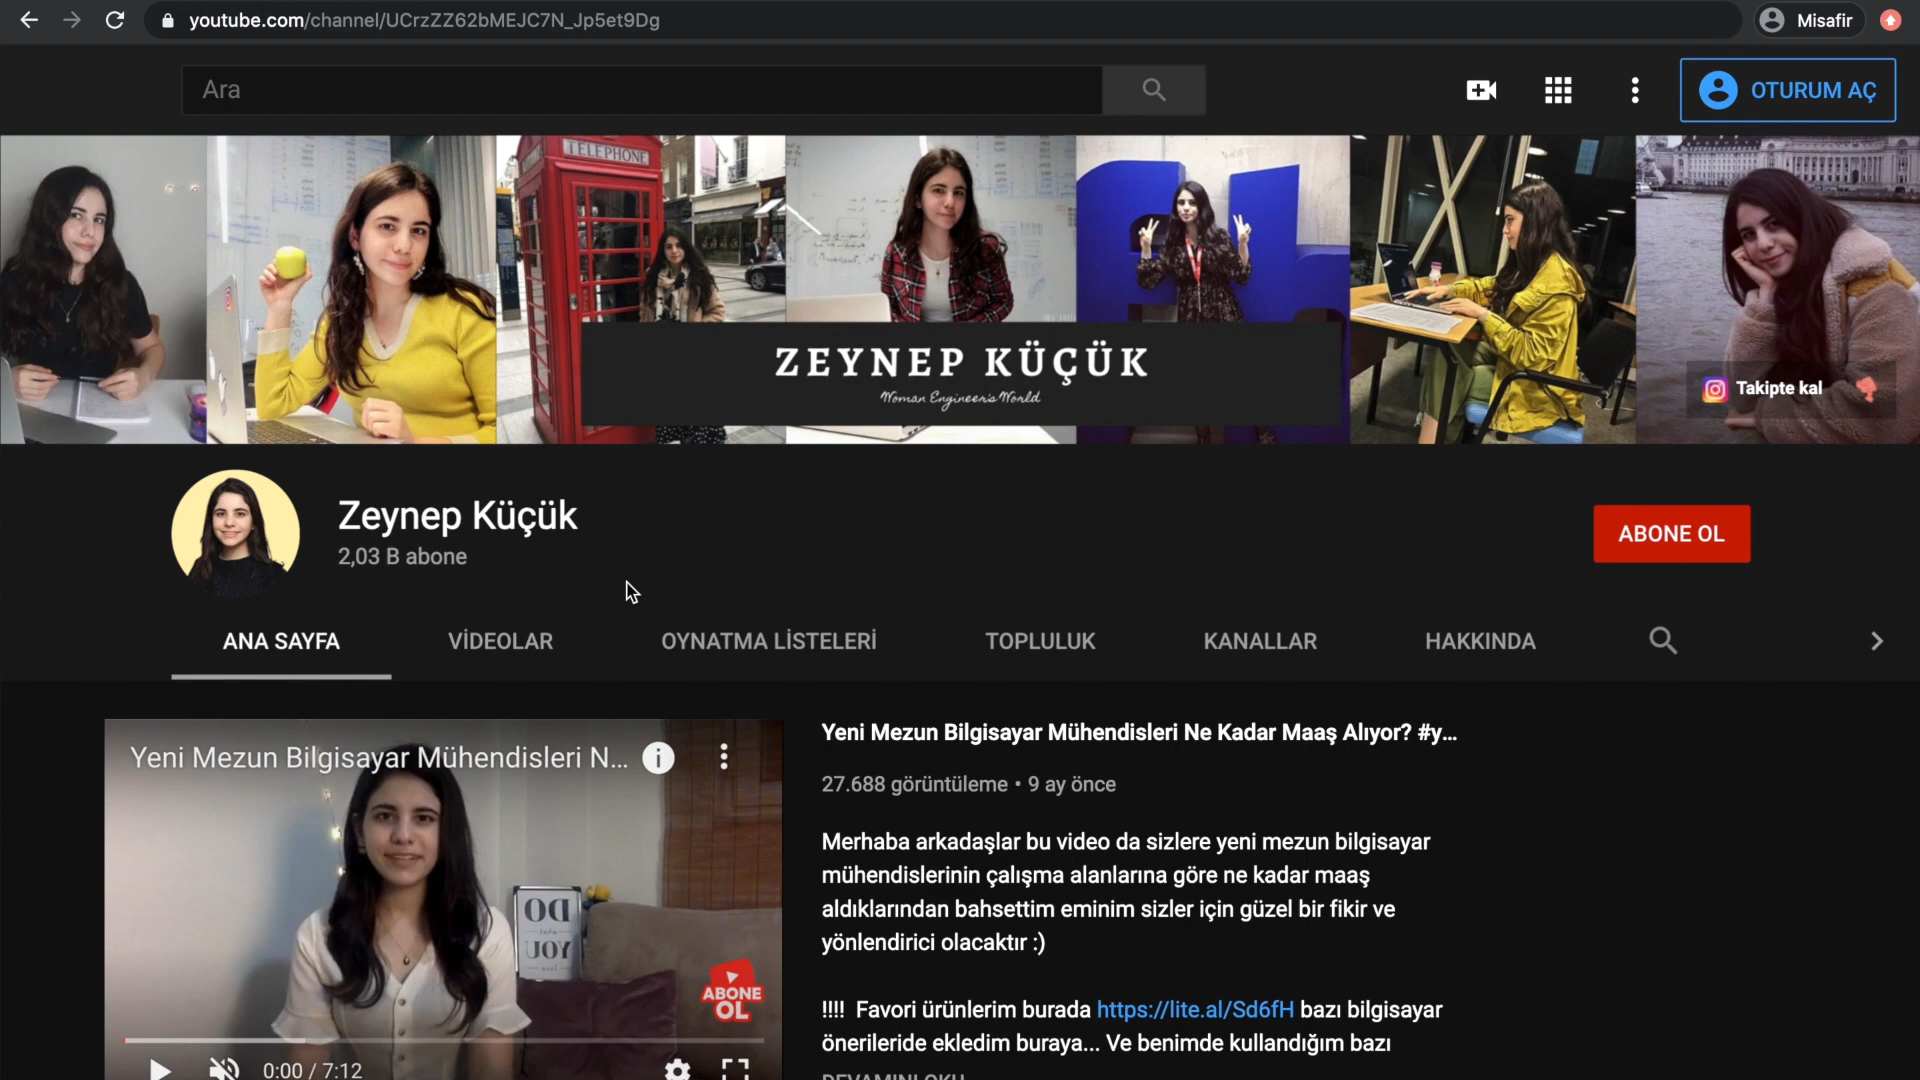 youtube.com/channel/UCrzZZ62bMEJC7N_Jp5et9Dg
Misafir
Ara
OTURUM AÇ
TELEPHONE
ZEYNEP KÜÇÜK
Woman Engineer's World
Takipte kal
Zeynep Küçük
2,03 B abone
ABONE OL
ANA SAYFA
VİDEOLAR
OYNATMA LİSTELERİ
TOPLULUK
KANALLAR
HAKKINDA
Yeni Mezun Bilgisayar Mühendisleri N...
DO
YOU
ABONE
OL
0:00 / 7:12
Yeni Mezun Bilgisayar Mühendisleri Ne Kadar Maaş Alıyor? #y...
27.688 görüntüleme • 9 ay önce
Merhaba arkadaşlar bu video da sizlere yeni mezun bilgisayar
mühendislerinin çalışma alanlarına göre ne kadar maaş
aldıklarından bahsettim eminim sizler için güzel bir fikir ve
yönlendirici olacaktır :)
!!!! Favori ürünlerim burada https://lite.al/Sd6fH bazı bilgisayar
önerileride ekledim buraya... Ve benimde kullandığım bazı
DEVAMINI OKU